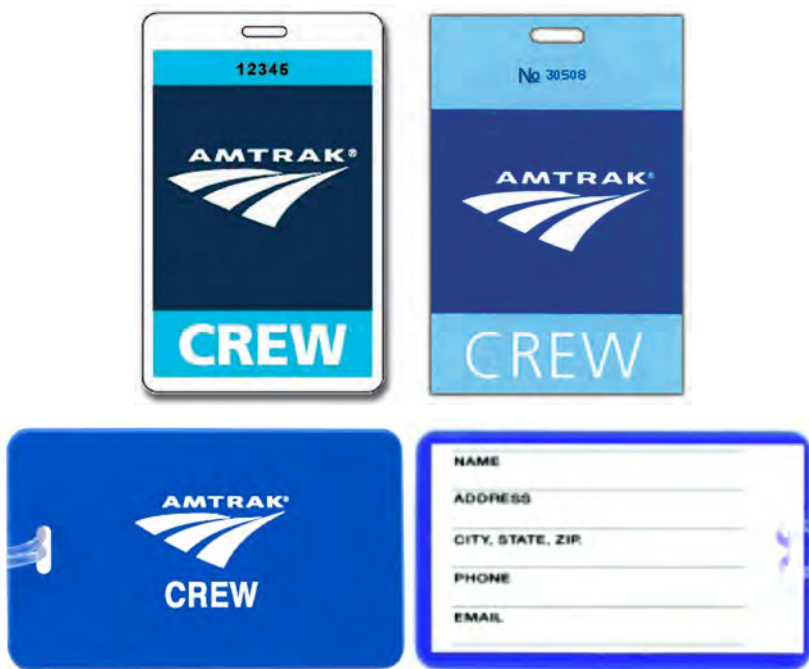 12345
AMTRAK®
CREW
No 30508
AMTRAK®
CREW
AMTRAK®
CREW
NAME
ADDRESS
CITY, STATE, ZIP.
PHONE
EMAIL